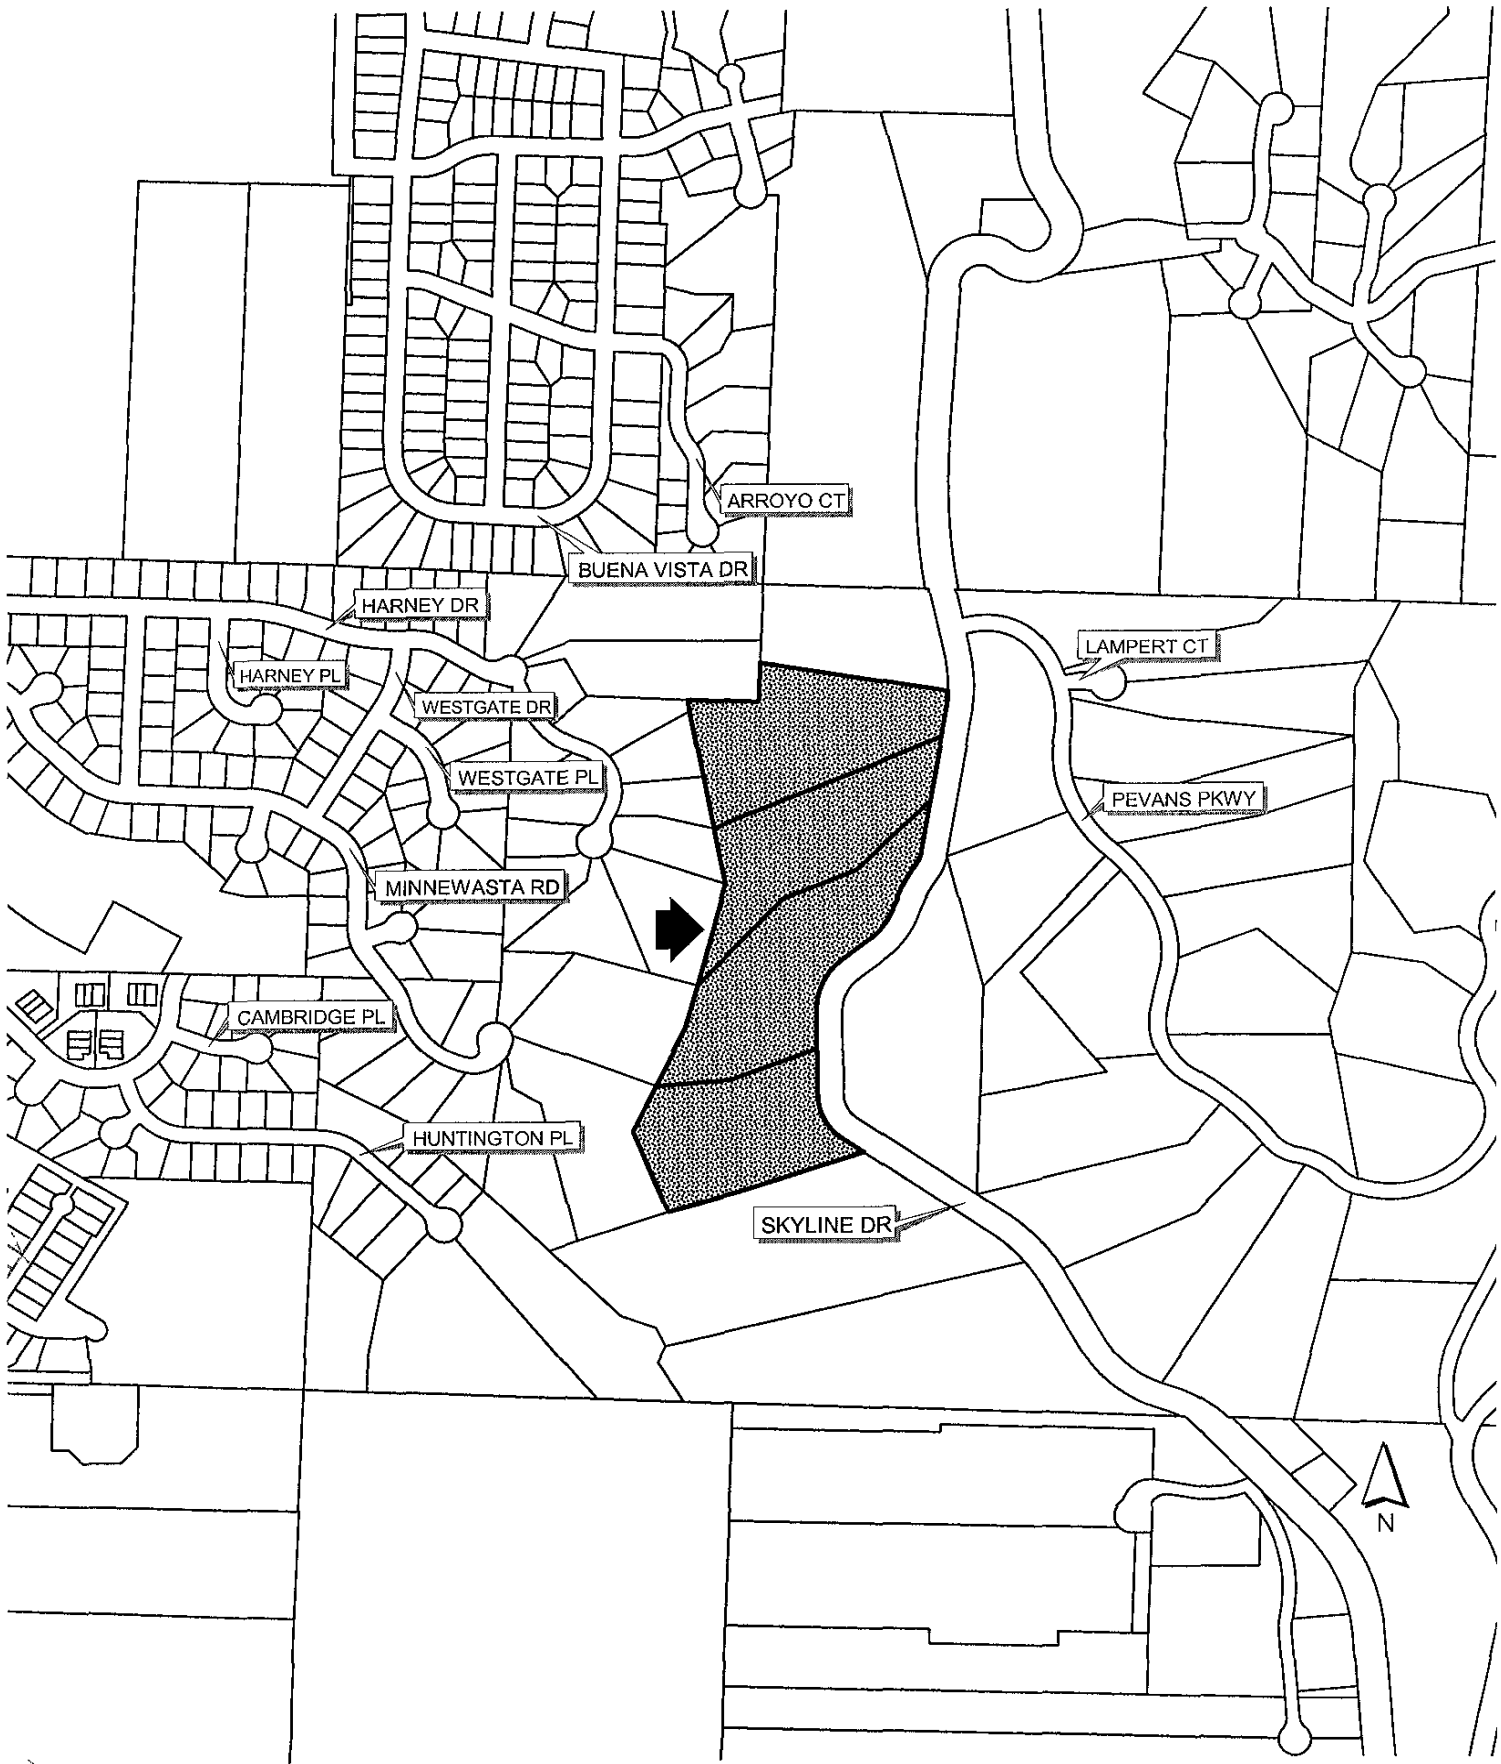 ARROYO CT
BUENA VISTA DR
HARNEY DR
LAMPERT CT
HARNEY PL
WESTGATE DR
WESTGATE PL
PEVANS PKWY
MINNEWASTA RD
CAMBRIDGE PL
HUNTINGTON PL
SKYLINE DR
N